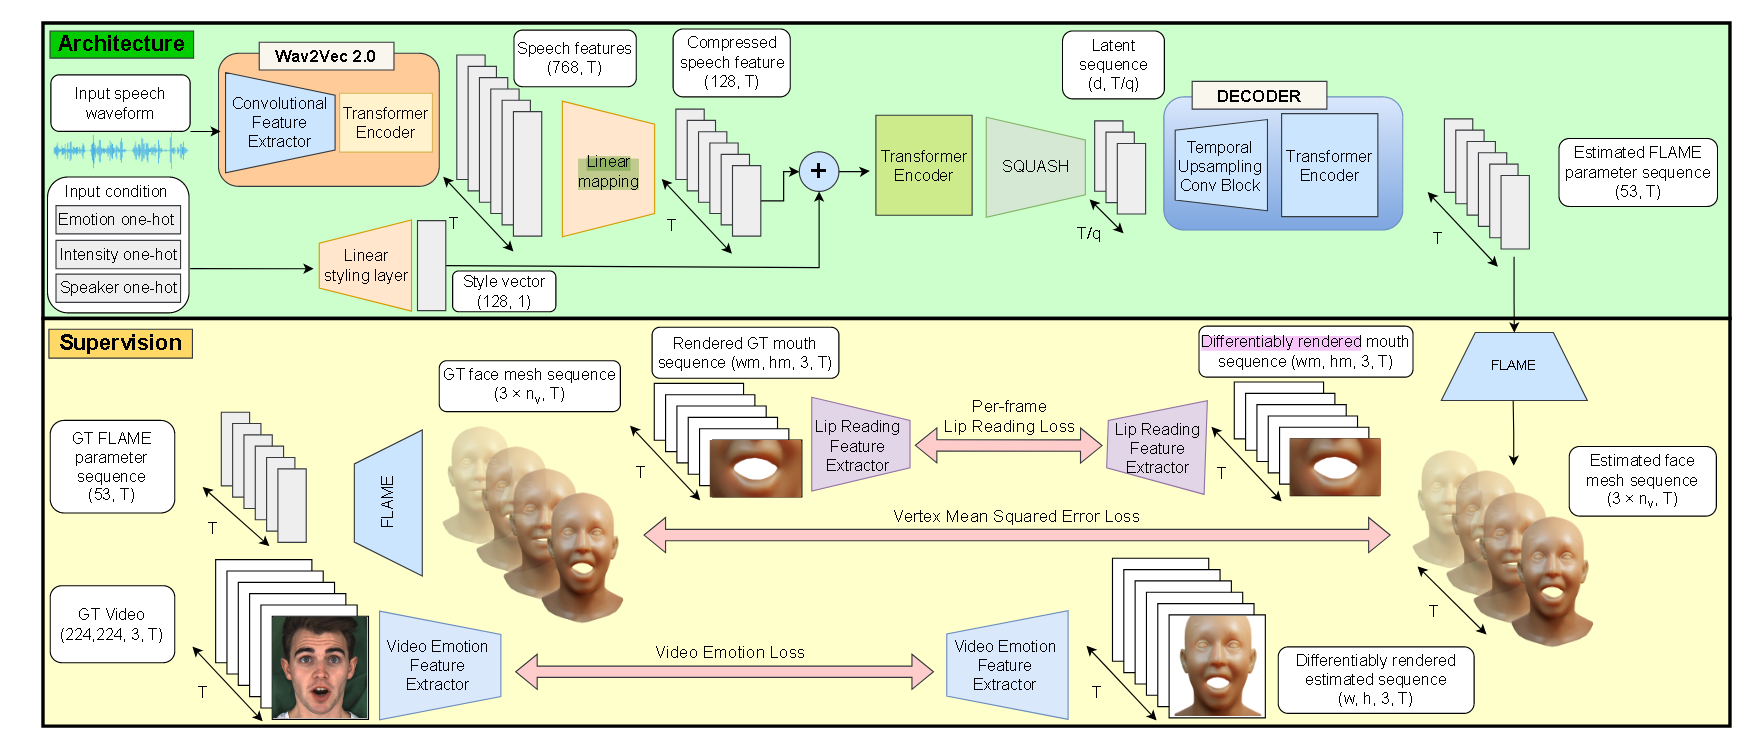 Architecture
Input speech
waveform
Wav2Vec 2.0
Convolutional
Feature
Extractor
Transformer
Encoder
Speech features
(768, T)
T
Linear
mapping
Compressed
speech feature
(128, T)
T
Input condition
Emotion one-hot
Intensity one-hot
Speaker one-hot
Linear
styling layer
Style vector
(128, 1)
+
Transformer
Encoder
SQUASH
Latent
sequence
(d, T/q)
T/q
DECODER
Temporal
Upsampling
Conv Block
Transformer
Encoder
T
Estimated FLAME
parameter sequence
(53, T)
Supervision
GT FLAME
parameter
sequence
(53, T)
T
FLAME
GT face mesh sequence
(3 × nv, T)
Rendered GT mouth
sequence (wm, hm, 3, T)
T
Lip Reading
Feature
Extractor
Per-frame
Lip Reading Loss
Lip Reading
Feature
Extractor
Differentiably rendered mouth
sequence (wm, hm, 3, T)
T
FLAME
Estimated face
mesh sequence
(3 × nv, T)
T
Vertex Mean Squared Error Loss
GT Video
(224,224, 3, T)
T
Video Emotion
Feature
Extractor
Video Emotion Loss
Video Emotion
Feature
Extractor
T
Differentiably rendered
estimated sequence
(w, h, 3, T)